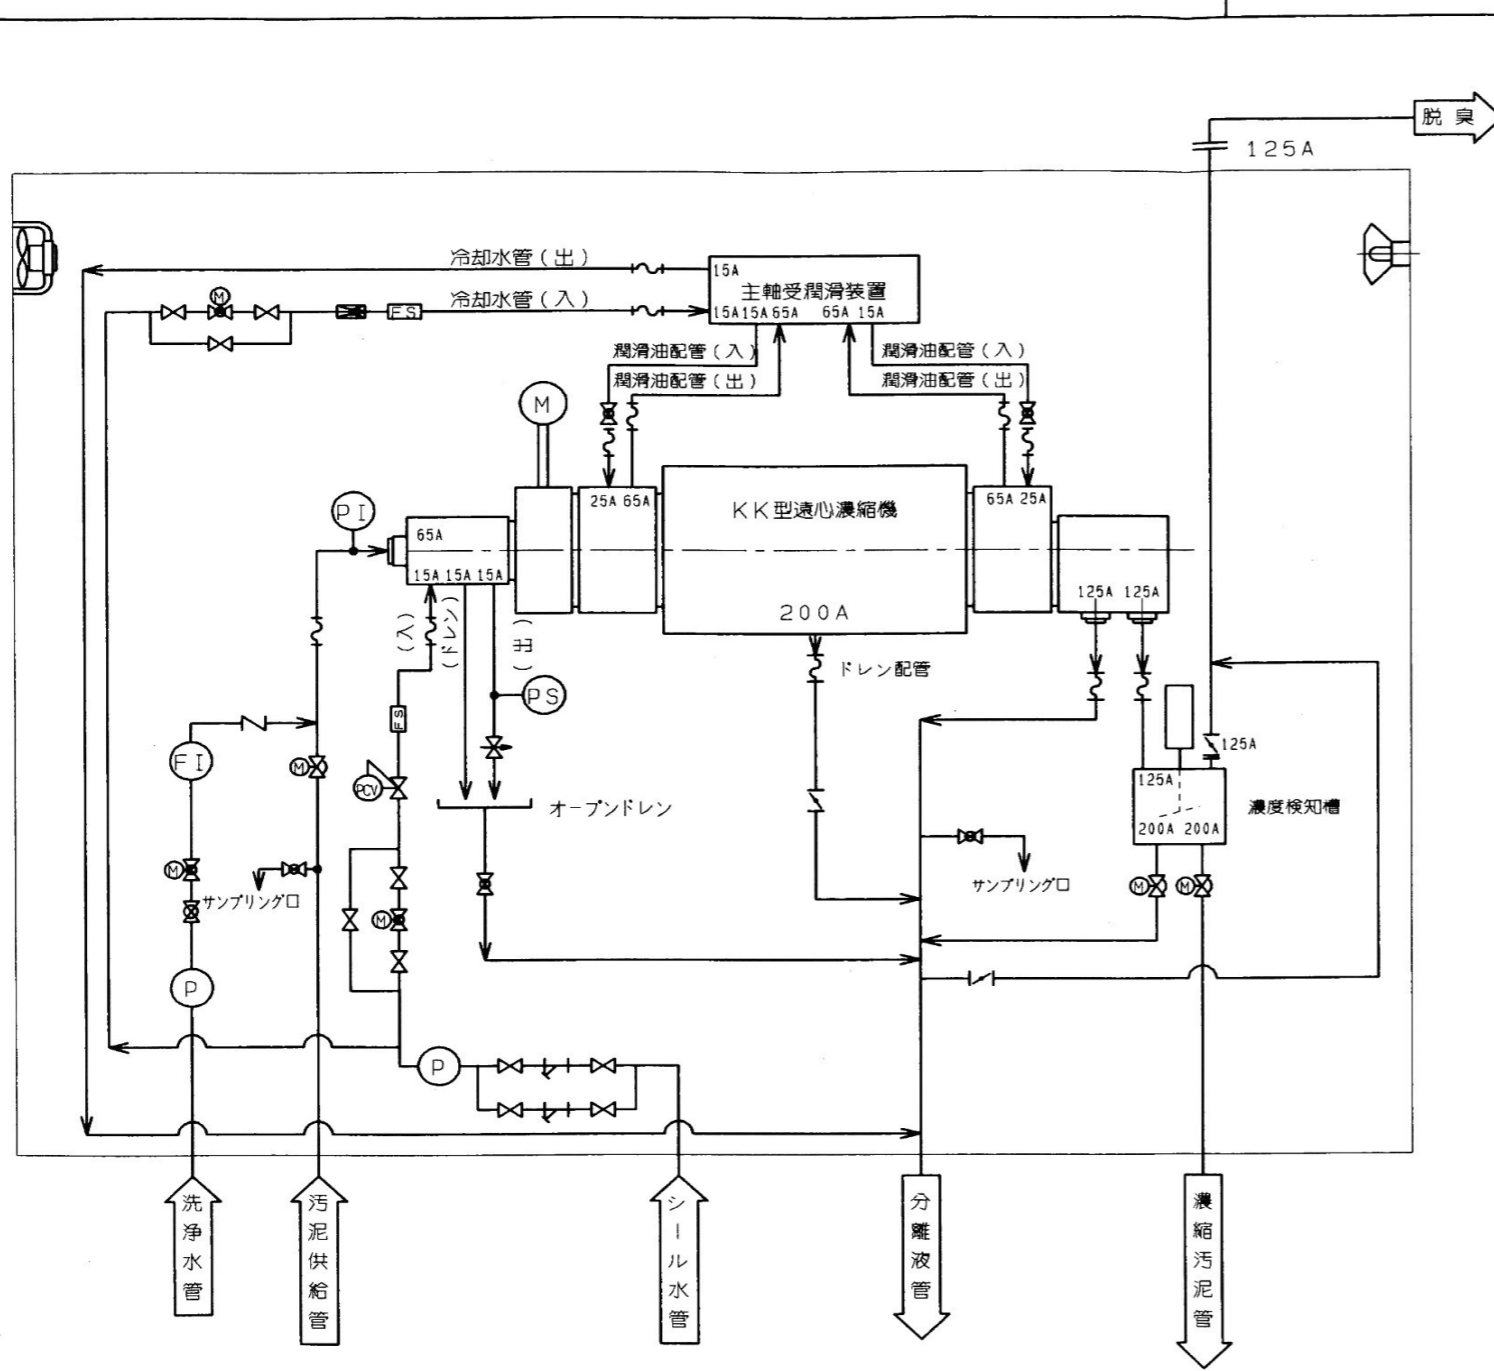 脱臭
125A
冷却水管(出)
15A
主軸受潤滑装置
M
冷却水管(入)
FS
15A 15A 65A 65A 15A
潤滑油配管(入)
潤滑油配管(入)
潤滑油配管(出)
潤滑油配管(出)
M
25A 65A
KK型遠心濃縮機
65A 25A
PI
65A
15A 15A 15A
125A 125A
200A
(入)
(ドレン)
(出)
ドレン配管
PS
FS
FI
M
125A
PCV
125A
オープンドレン
濃度検知槽
200A 200A
M
サンプリング口
サンプリング口
M
M
M
P
P
洗浄水管
汚泥供給管
シール水管
分離液管
濃縮汚泥管